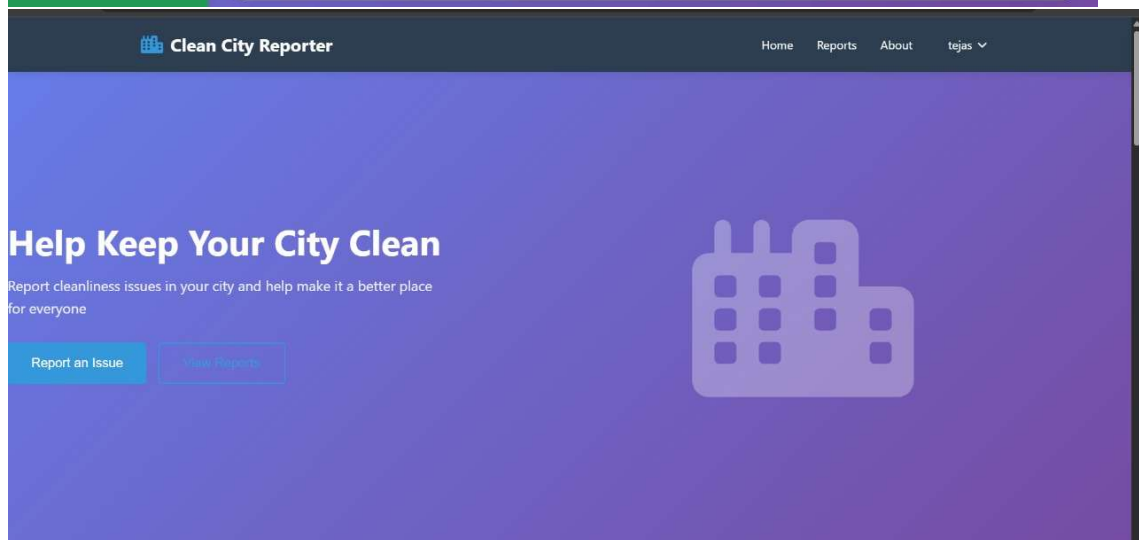 Clean City Reporter
Home Reports About tejas
Help Keep Your City Clean
Report cleanliness issues in your city and help make it a better place
for everyone
Report an Issue View Reports